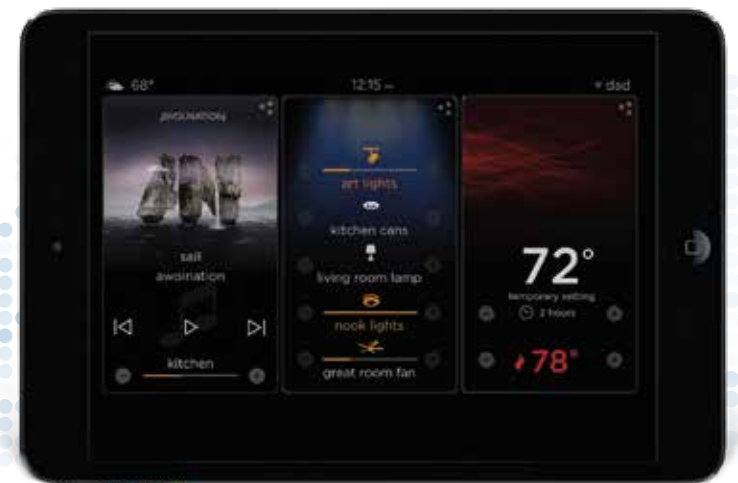 68°
12:15
dad
sail
awolnation
kitchen
art lights
kitchen cans
living room lamp
nook lights
great room fan
72°
temporary setting
2 hours
78°